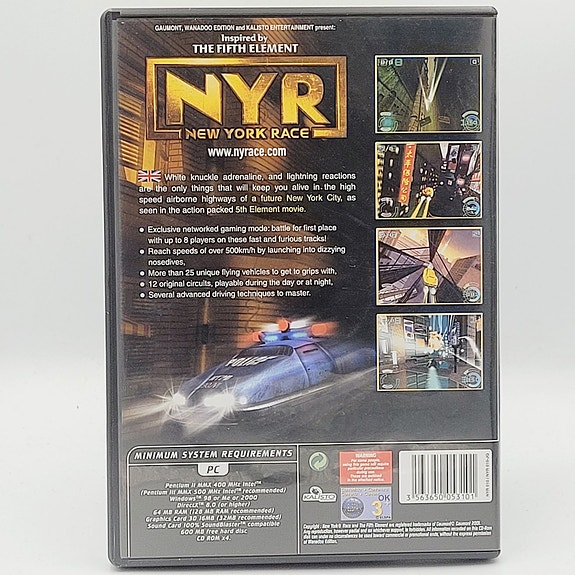 GAUMONT, WANADOO EDITION and KALISTO ENTERTAINMENT present:
Inspired by
THE FIFTH ELEMENT
NYR
NEW YORK RACE
www.nyrace.com
White knuckle adrenaline, and lightning reactions
are the only things that will keep you alive in the high
speed airborne highways of a future New York City, as
seen in the action packed 5th Element movie.
• Exclusive networked gaming mode: battle for first place
with up to 8 players on these fast and furious tracks!
• Reach speeds of over 500km/h by launching into dizzying
nosedives,
• More than 25 unique flying vehicles to get to grips with,
• 12 original circuits, playable during the day or at night,
• Several advanced driving techniques to master.
POLICE
MINIMUM SYSTEM REQUIREMENTS
PC
Pentium II MMX 400 MHz Intel™
(Pentium III MMX 500 MHz Intel™ recommended)
Windows™ 98 or Me or 2000
DirectX™ 8.0 (or higher)
64 MB RAM (128 MB RAM recommended)
Graphics Card 3D 16MB (32MB recommended)
Sound Card 100% SoundBlaster™ compatible
600 MB free hard disc
CD ROM x4.
KALISTO
WARNING!
OK
3
3 563650 053101